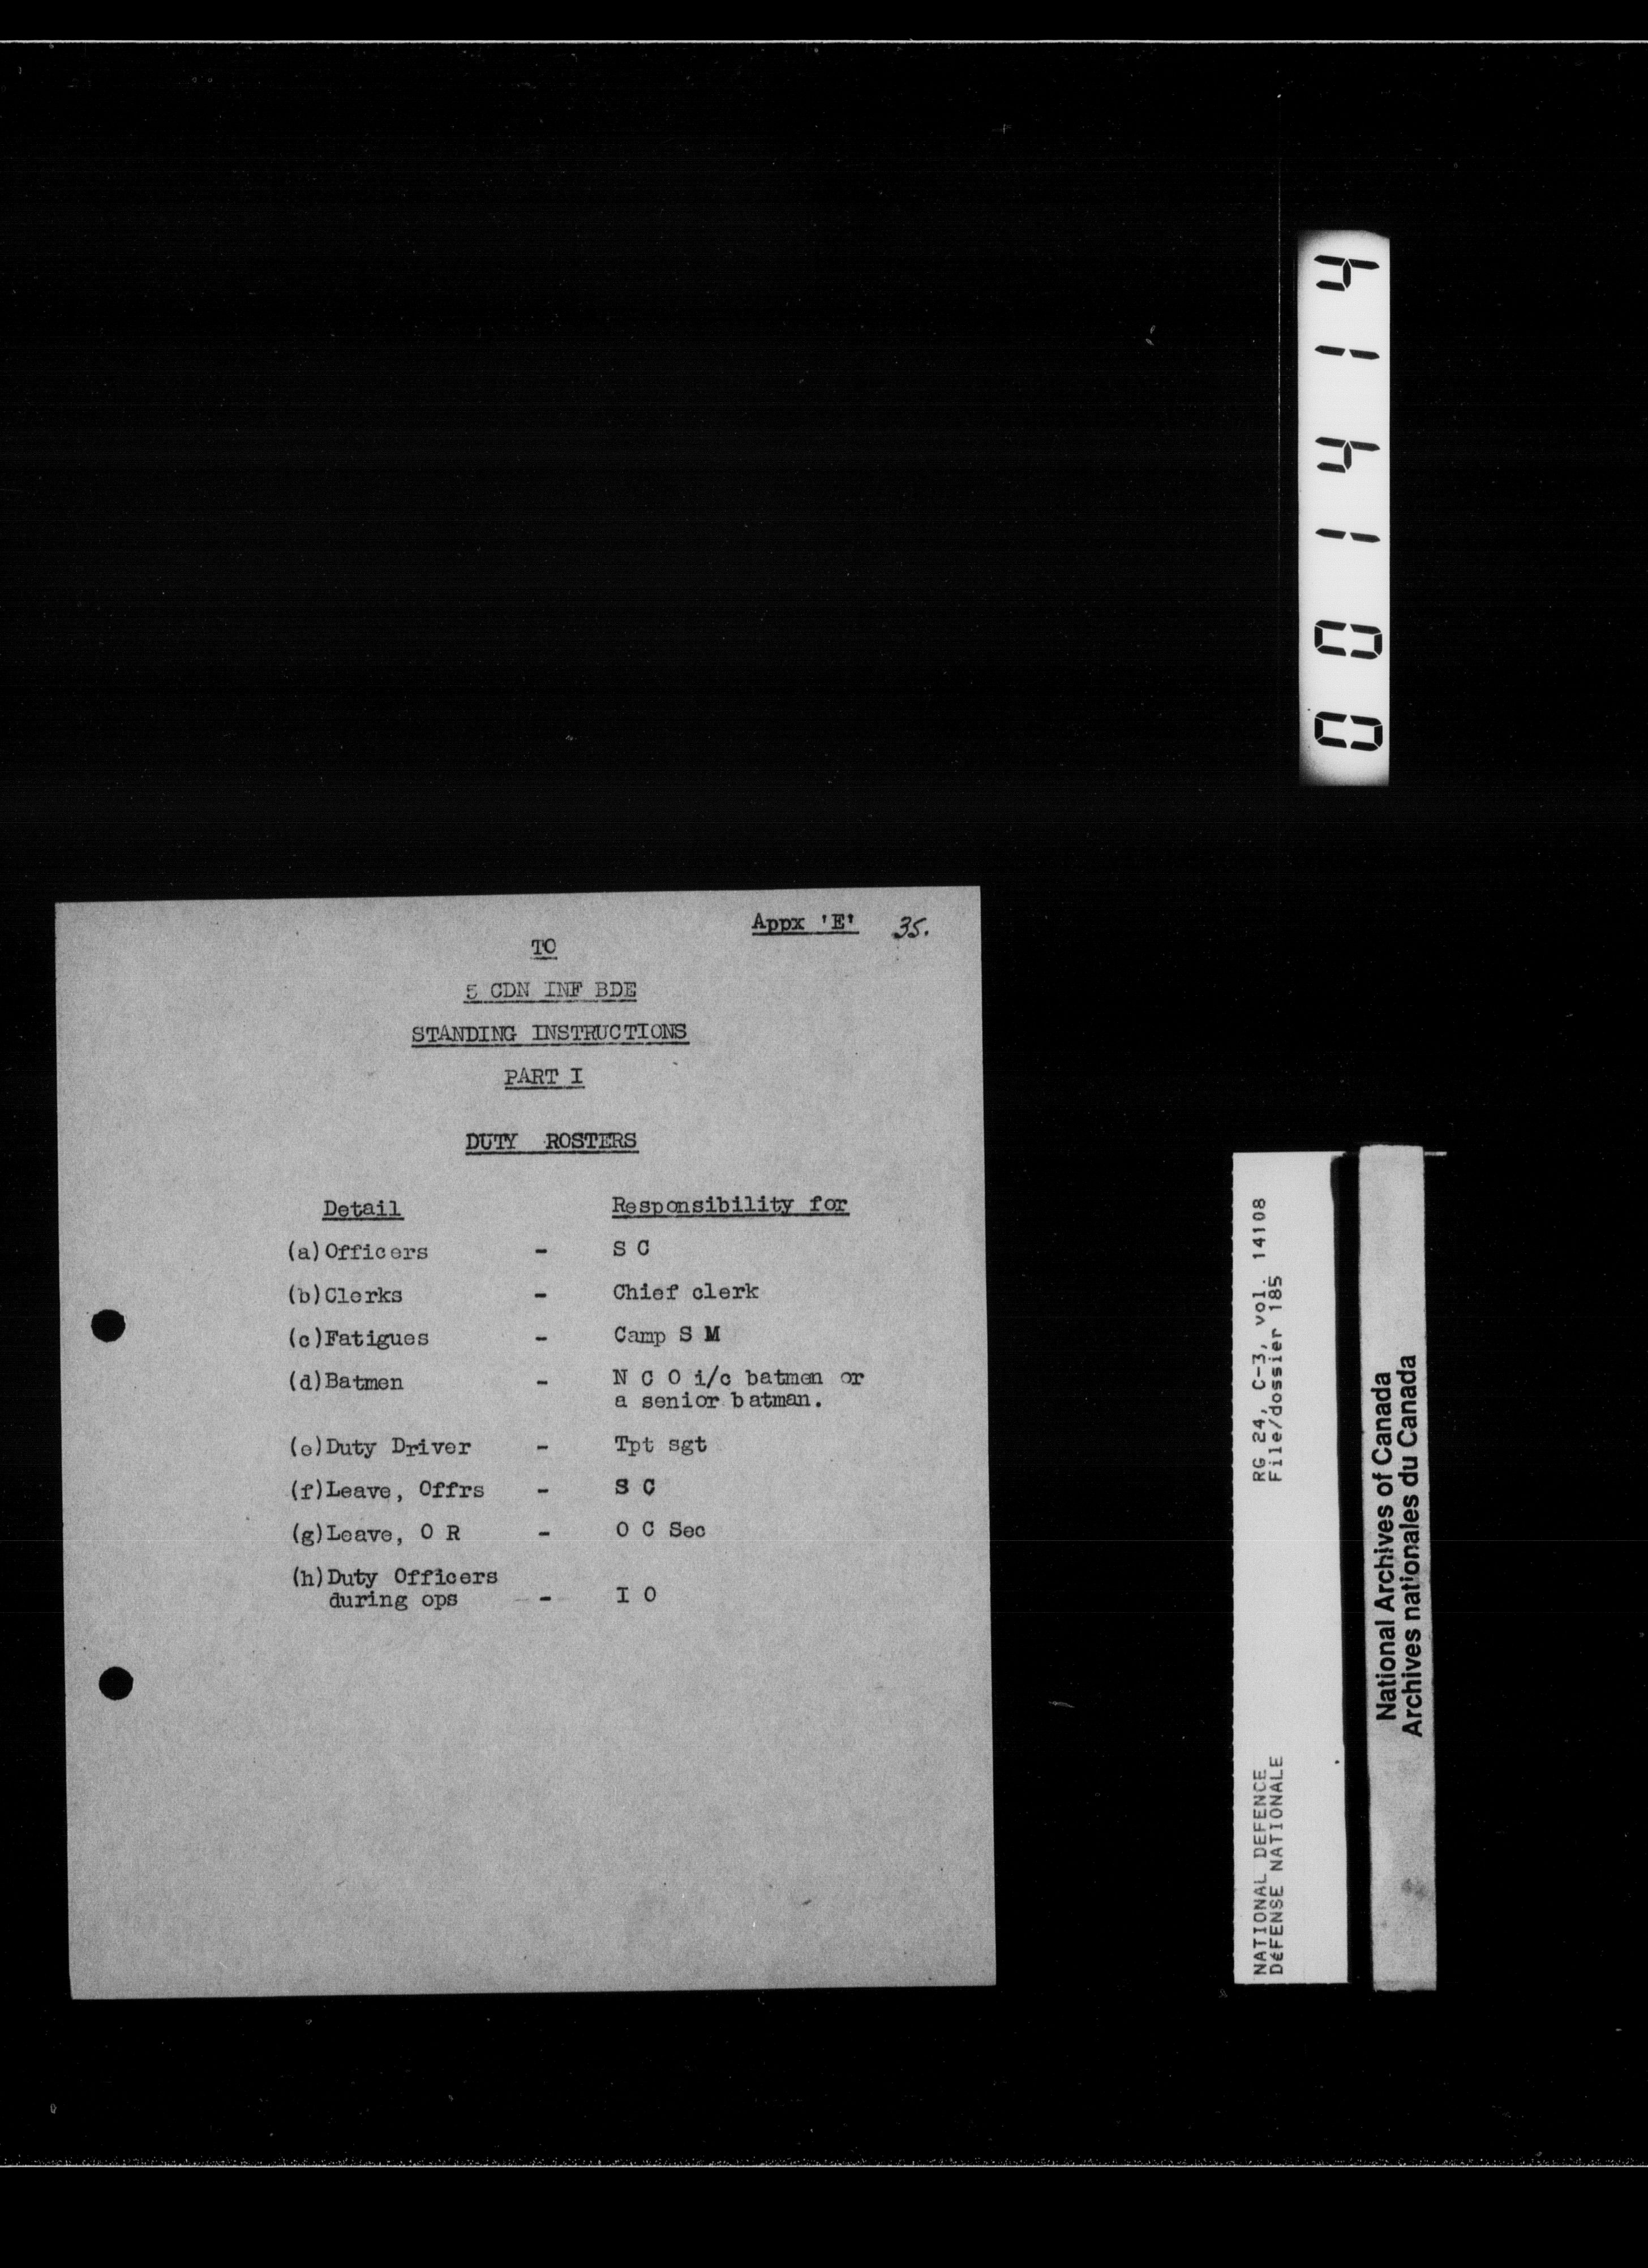 Appx 'E' 35.
TO
5 CDN INF BDE
STANDING INSTRUCTIONS
PART I
DUTY ROSTERS
Detail Responsibility for
(a) Officers - S C
(b) Clerks - Chief clerk
(c) Fatigues - Camp S M
(d) Batmen - N C O i/c batmen or
a senior batman.
(e) Duty Driver - Tpt sgt
(f) Leave, Offrs - S C
(g) Leave, O R - O C Sec
(h) Duty Officers
during ops - I O
001414
NATIONAL DEFENCE RG 24, C-3, vol. 14108
DéFENSE NATIONALE File/dossier 185
National Archives of Canada
Archives nationales du Canada